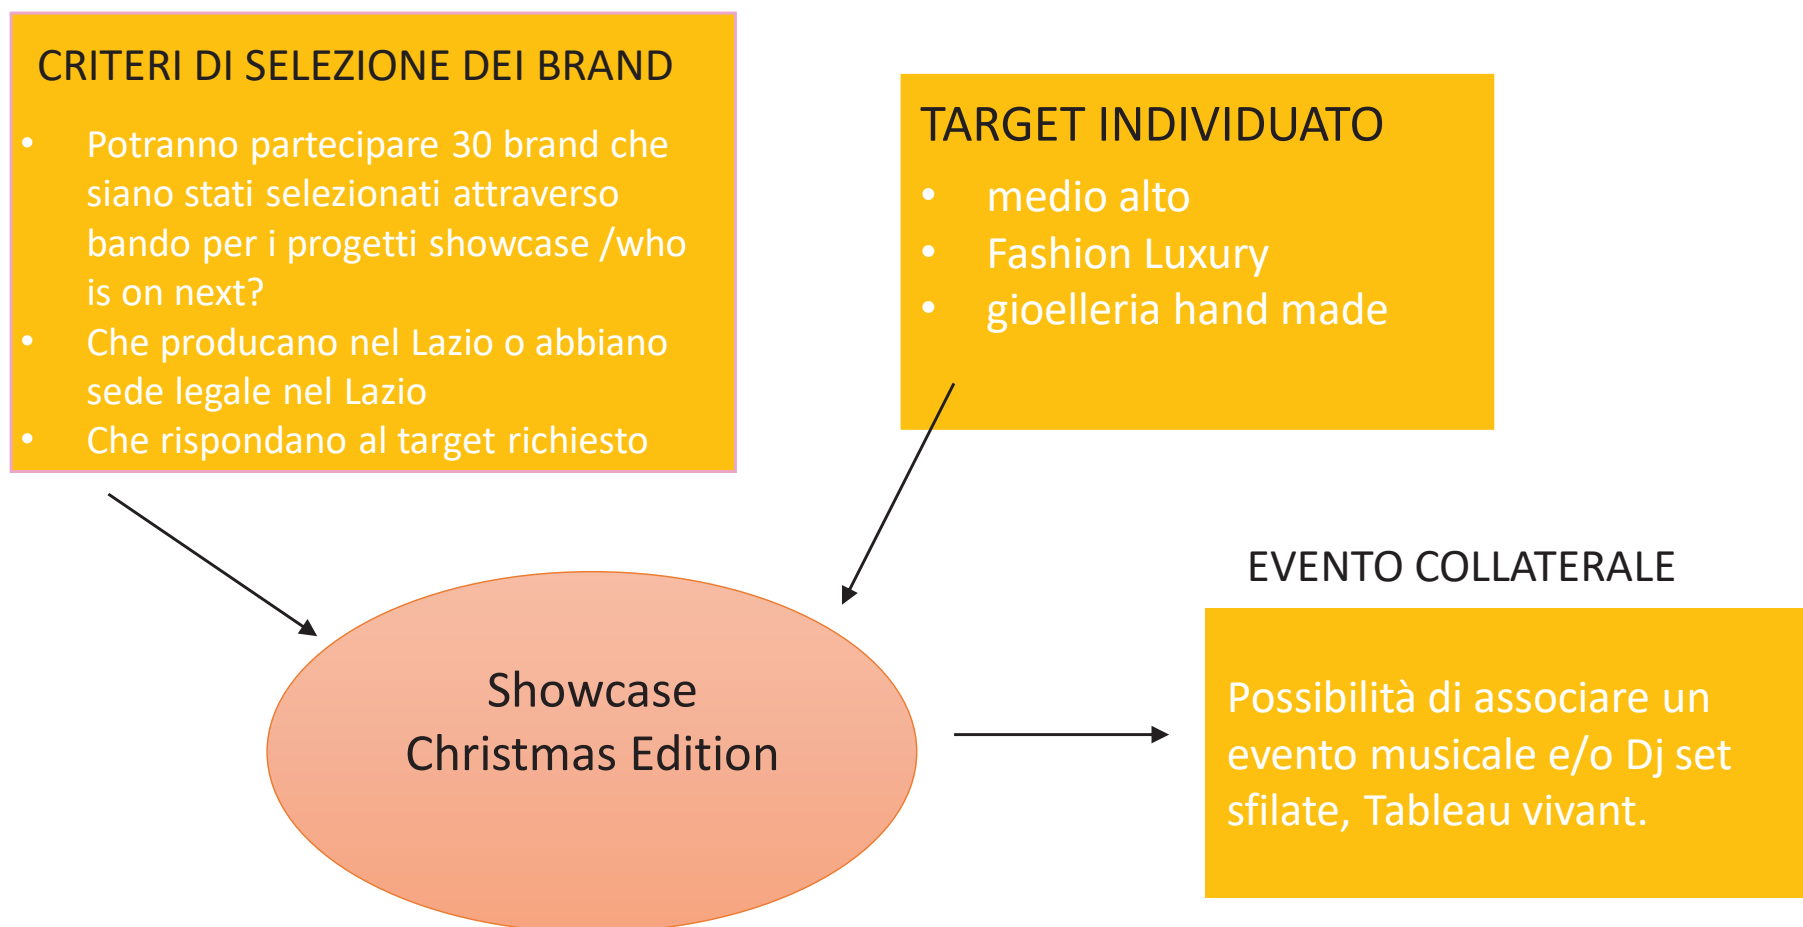 CRITERI DI SELEZIONE DEI BRAND
• Potranno partecipare 30 brand che
siano stati selezionati attraverso
bando per i progetti showcase /who
is on next?
• Che producano nel Lazio o abbiano
sede legale nel Lazio
• Che rispondano al target richiesto
TARGET INDIVIDUATO
• medio alto
• Fashion Luxury
• gioelleria hand made
Showcase
Christmas Edition
EVENTO COLLATERALE
Possibilità di associare un
evento musicale e/o Dj set
sfilate, Tableau vivant.